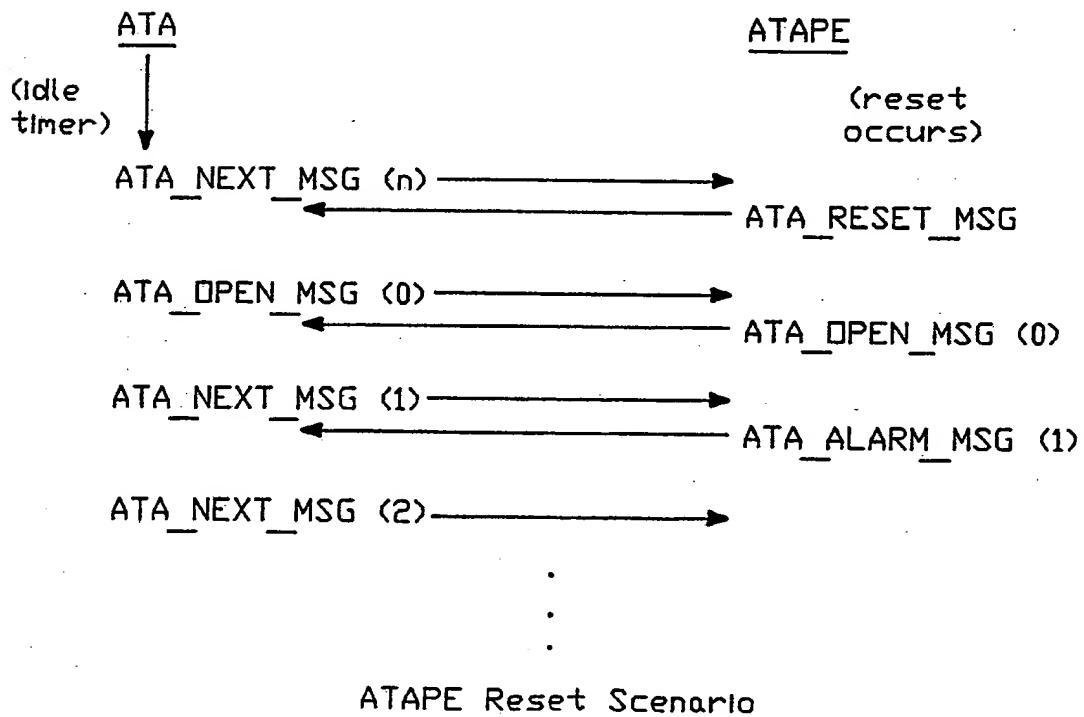 ATA
ATAPE
(idle
timer)
(reset
occurs)
ATA_NEXT_MSG (n)
ATA_RESET_MSG
ATA_OPEN_MSG (0)
ATA_OPEN_MSG (0)
ATA_NEXT_MSG (1)
ATA_ALARM_MSG (1)
ATA_NEXT_MSG (2)
ATAPE Reset Scenario